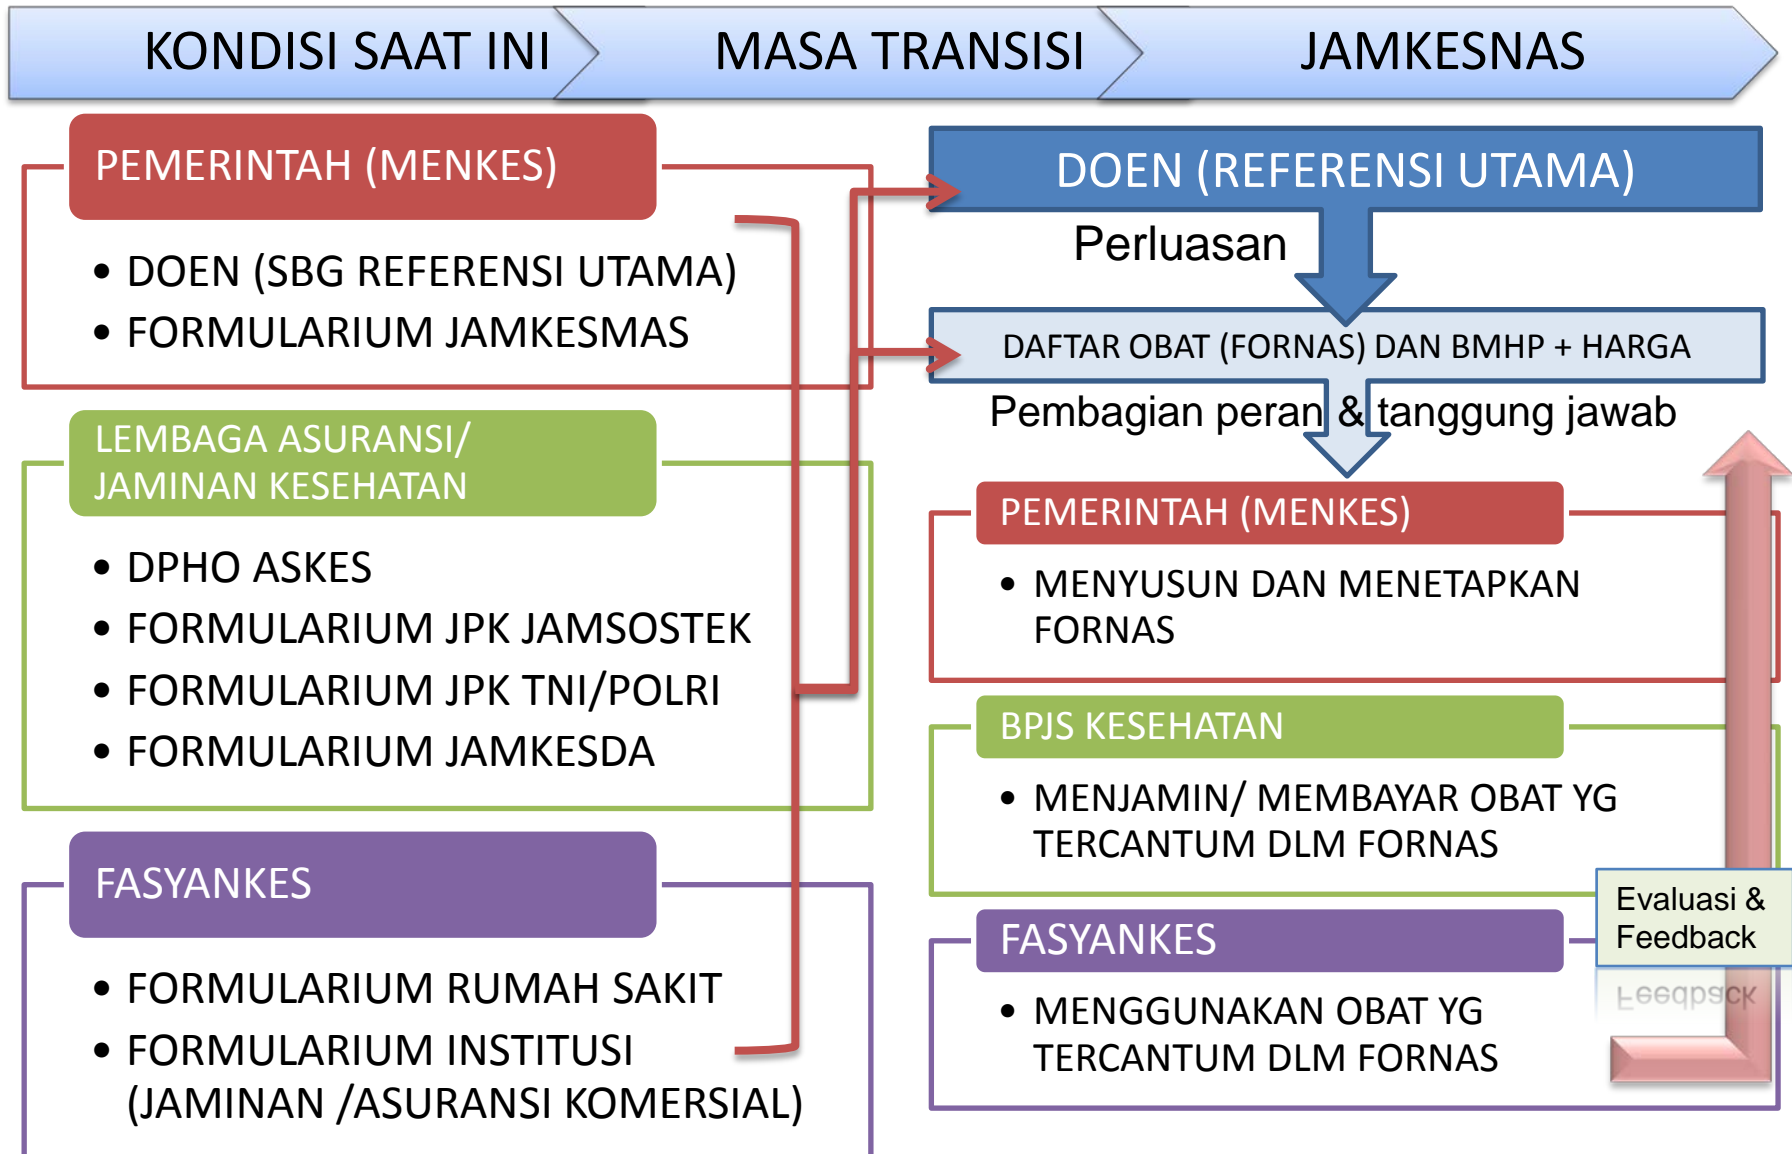 KONDISI SAAT INI
MASA TRANSISI
JAMKESNAS
PEMERINTAH (MENKES)
• DOEN (SBG REFERENSI UTAMA)
• FORMULARIUM JAMKESMAS
LEMBAGA ASURANSI/
JAMINAN KESEHATAN
• DPHO ASKES
• FORMULARIUM JPK JAMSOSTEK
• FORMULARIUM JPK TNI/POLRI
• FORMULARIUM JAMKESDA
FASYANKES
• FORMULARIUM RUMAH SAKIT
• FORMULARIUM INSTITUSI
(JAMINAN /ASURANSI KOMERSIAL)
DOEN (REFERENSI UTAMA)
Perluasan
DAFTAR OBAT (FORNAS) DAN BMHP + HARGA
Pembagian peran & tanggung jawab
PEMERINTAH (MENKES)
• MENYUSUN DAN MENETAPKAN
FORNAS
BPJS KESEHATAN
• MENJAMIN/ MEMBAYAR OBAT YG
TERCANTUM DLM FORNAS
FASYANKES
• MENGGUNAKAN OBAT YG
TERCANTUM DLM FORNAS
Evaluasi &
Feedback